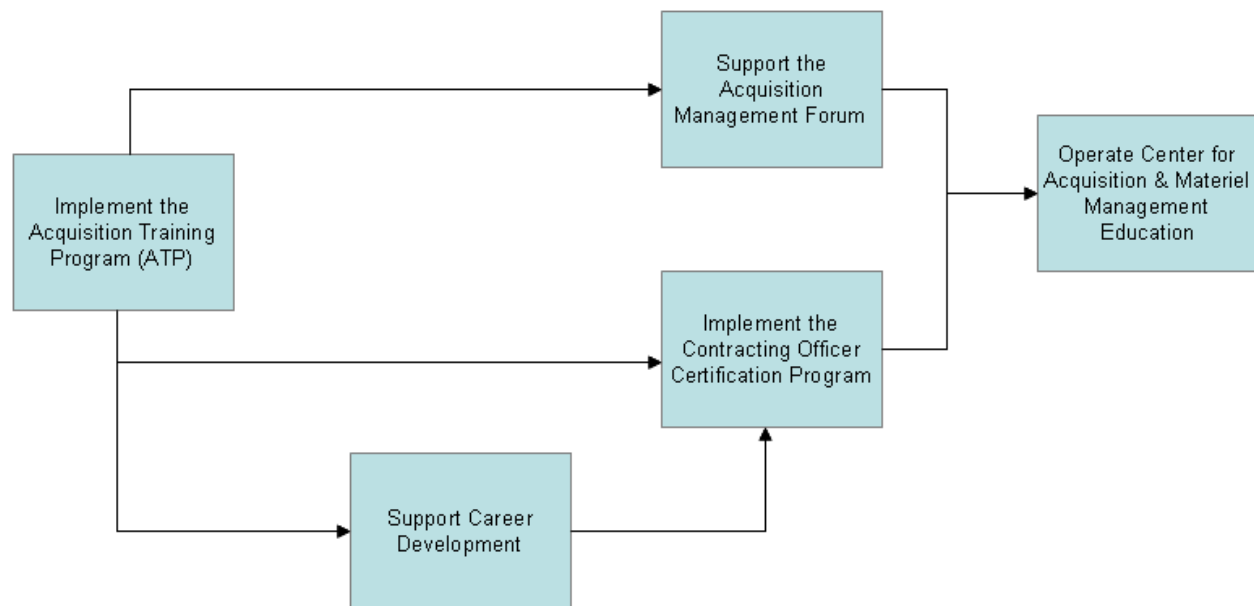 Support the
Acquisition
Management Forum
Operate Center for
Acquisition & Materiel
Management
Education
Implement the
Acquisition Training
Program (ATP)
Implement the
Contracting Officer
Certification Program
Support Career
Development